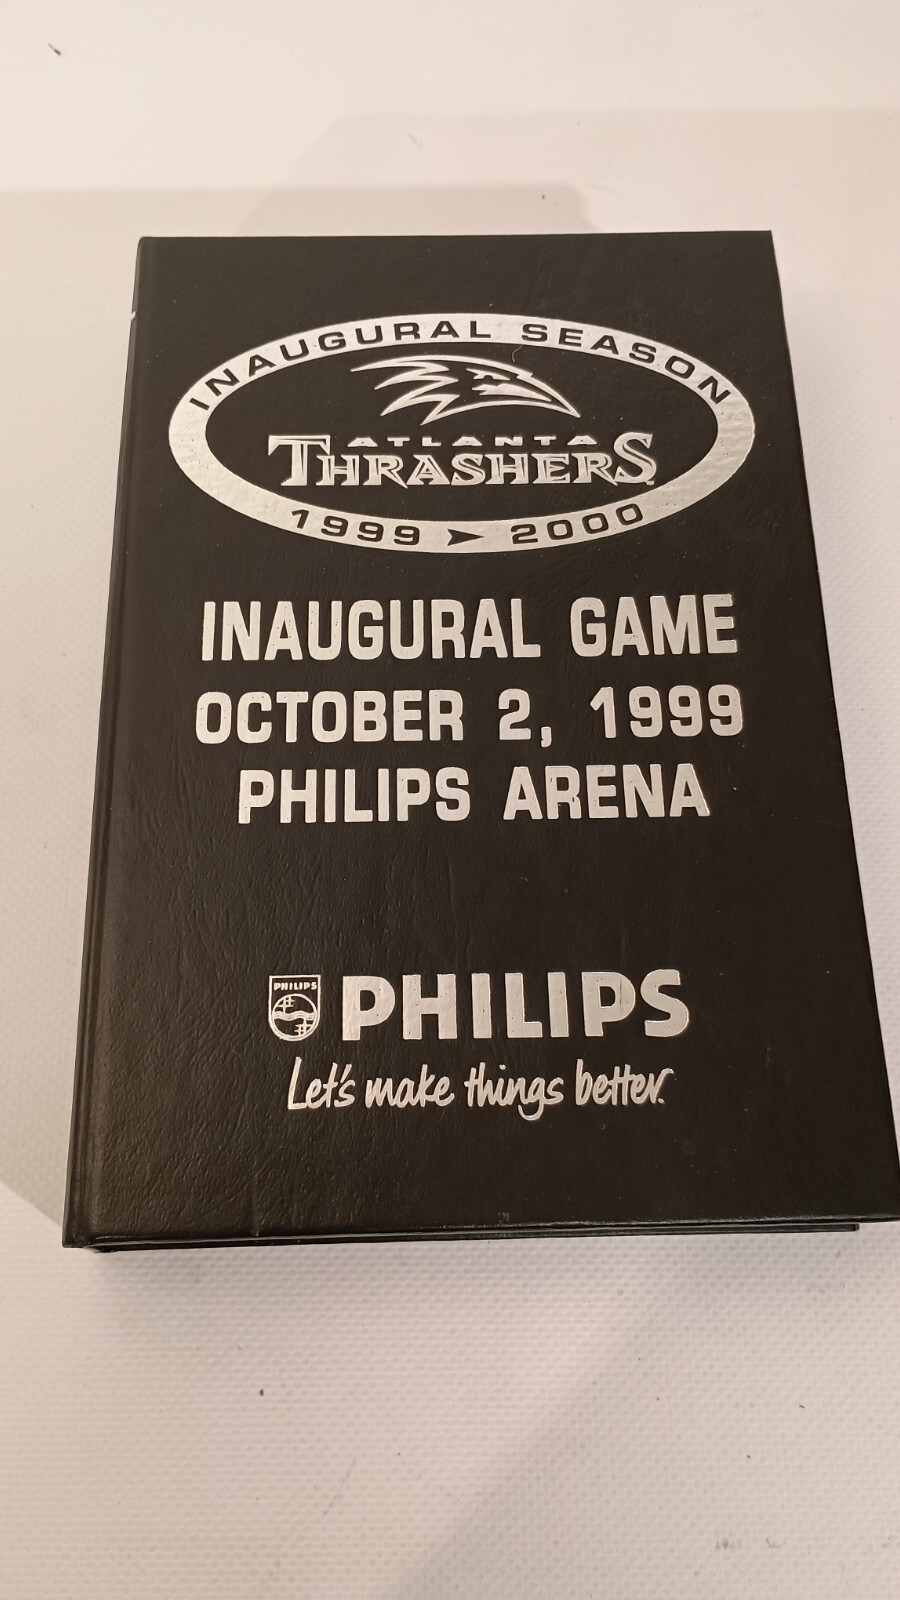 INAUGURAL SEASON
ATLANTA
THRASHERS
1999 ➤ 2000
INAUGURAL GAME
OCTOBER 2, 1999
PHILIPS ARENA
PHILIPS
PHILIPS
Let's make things better.